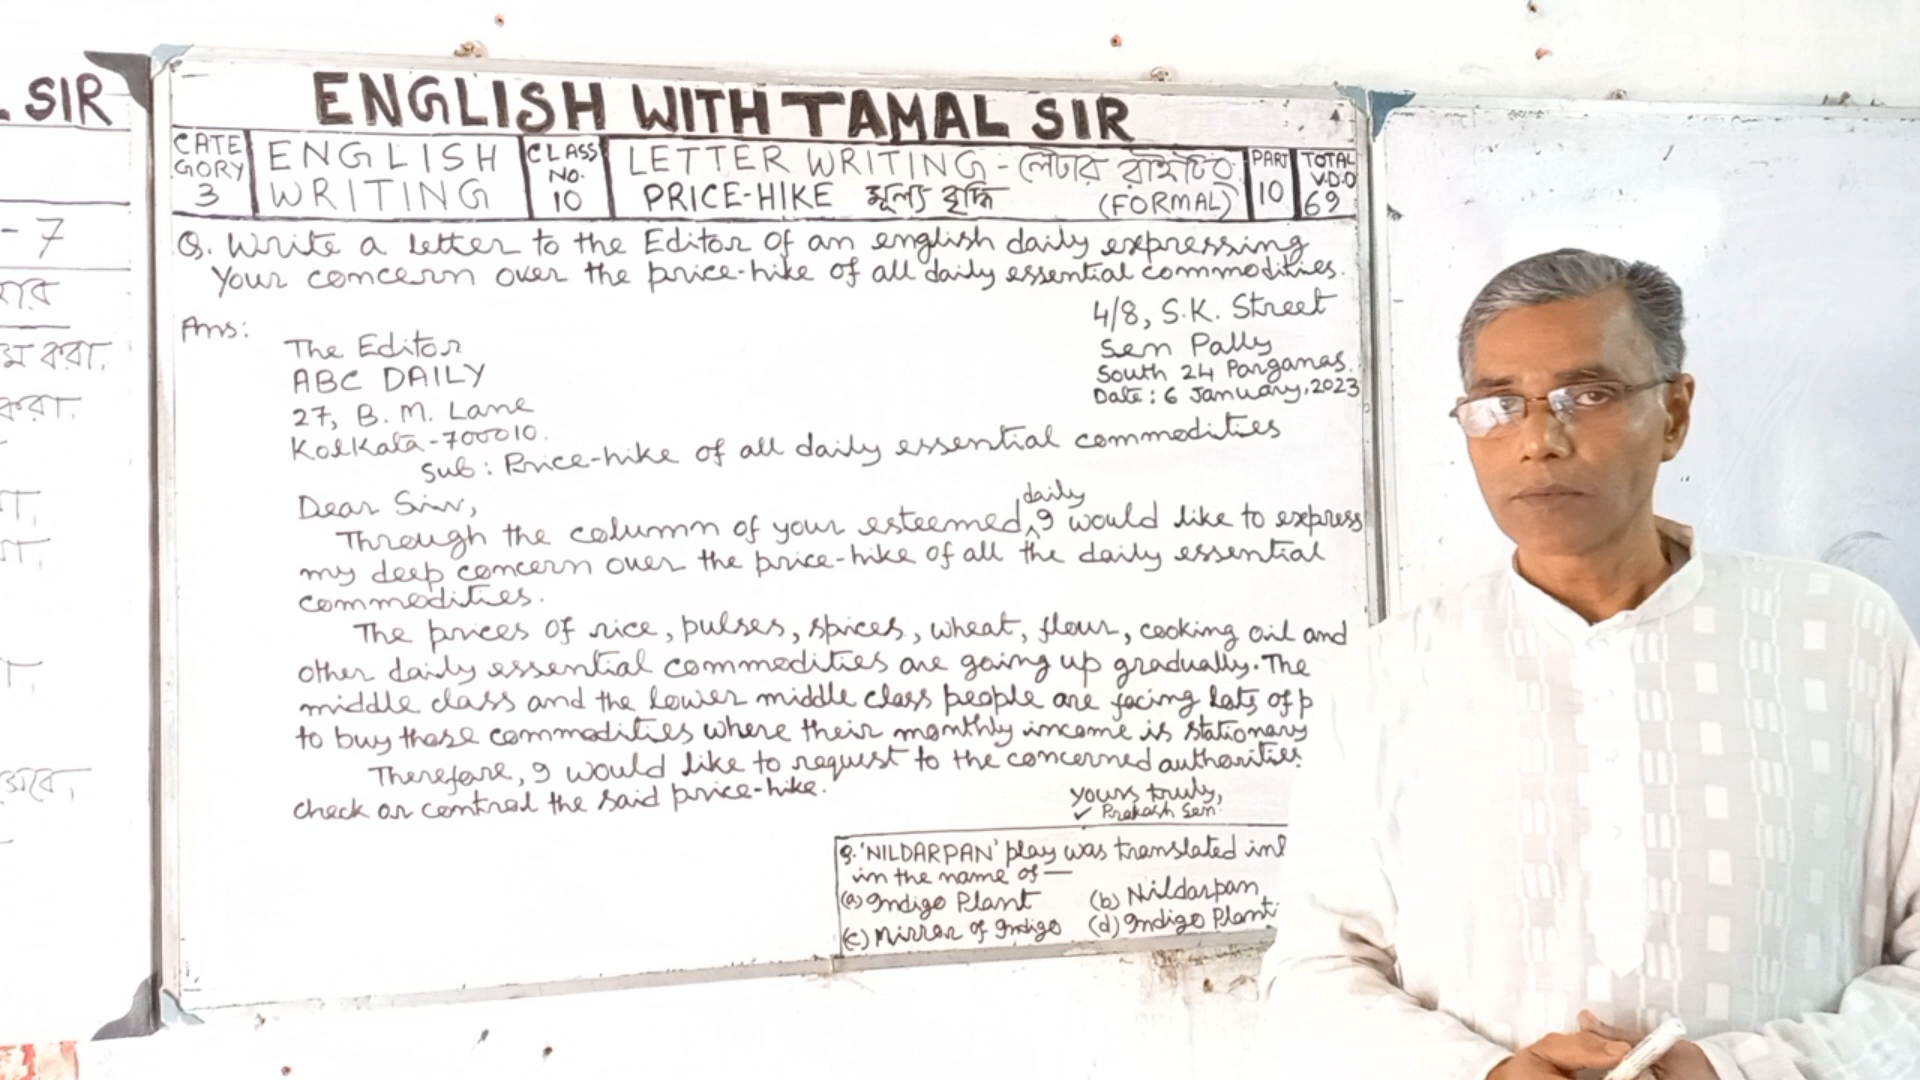 . SIR
- 7
করা,
করা,
ENGLISH WITH TAMAL SIR
CATE
GORY
3
ENGLISH
WRITING
CLASS
NO.
10
LETTER WRITING - লেটার রাইটিং
PRICE-HIKE মূল্য বৃদ্ধি (FORMAL)
PART
10
TOTAL
V.D.O
69
Q. Write a letter to the Editor of an english daily expressing
Your concern over the price-hike of all daily essential commodities.
Ans:
4/8, S.K. Street
Sen Pally
South 24 Parganas.
Date: 6 January, 2023
The Editor
ABC DAILY
27, B. M. Lane
Kolkata-700010.
Sub: Price-hike of all daily essential commodities
Dear Sir,
Through the column of your esteemed daily, I would like to express
my deep concern over the price-hike of all the daily essential
commodities.
The prices of rice, pulses, spices, wheat, flour, cooking oil and
other daily essential commodities are going up gradually. The
middle class and the lower middle class people are facing lots of p
to buy those commodities where their monthly income is stationary
Therefore, I would like to request to the concerned authorities
check or control the said price-hike.
yours truly,
✓ Prakash Sen.
Q. 'NILDARPAN' play was translated in
in the name of —
(a) Indigo Plant (b) Nildarpan,
(c) Mirror of Indigo (d) Indigo Plant